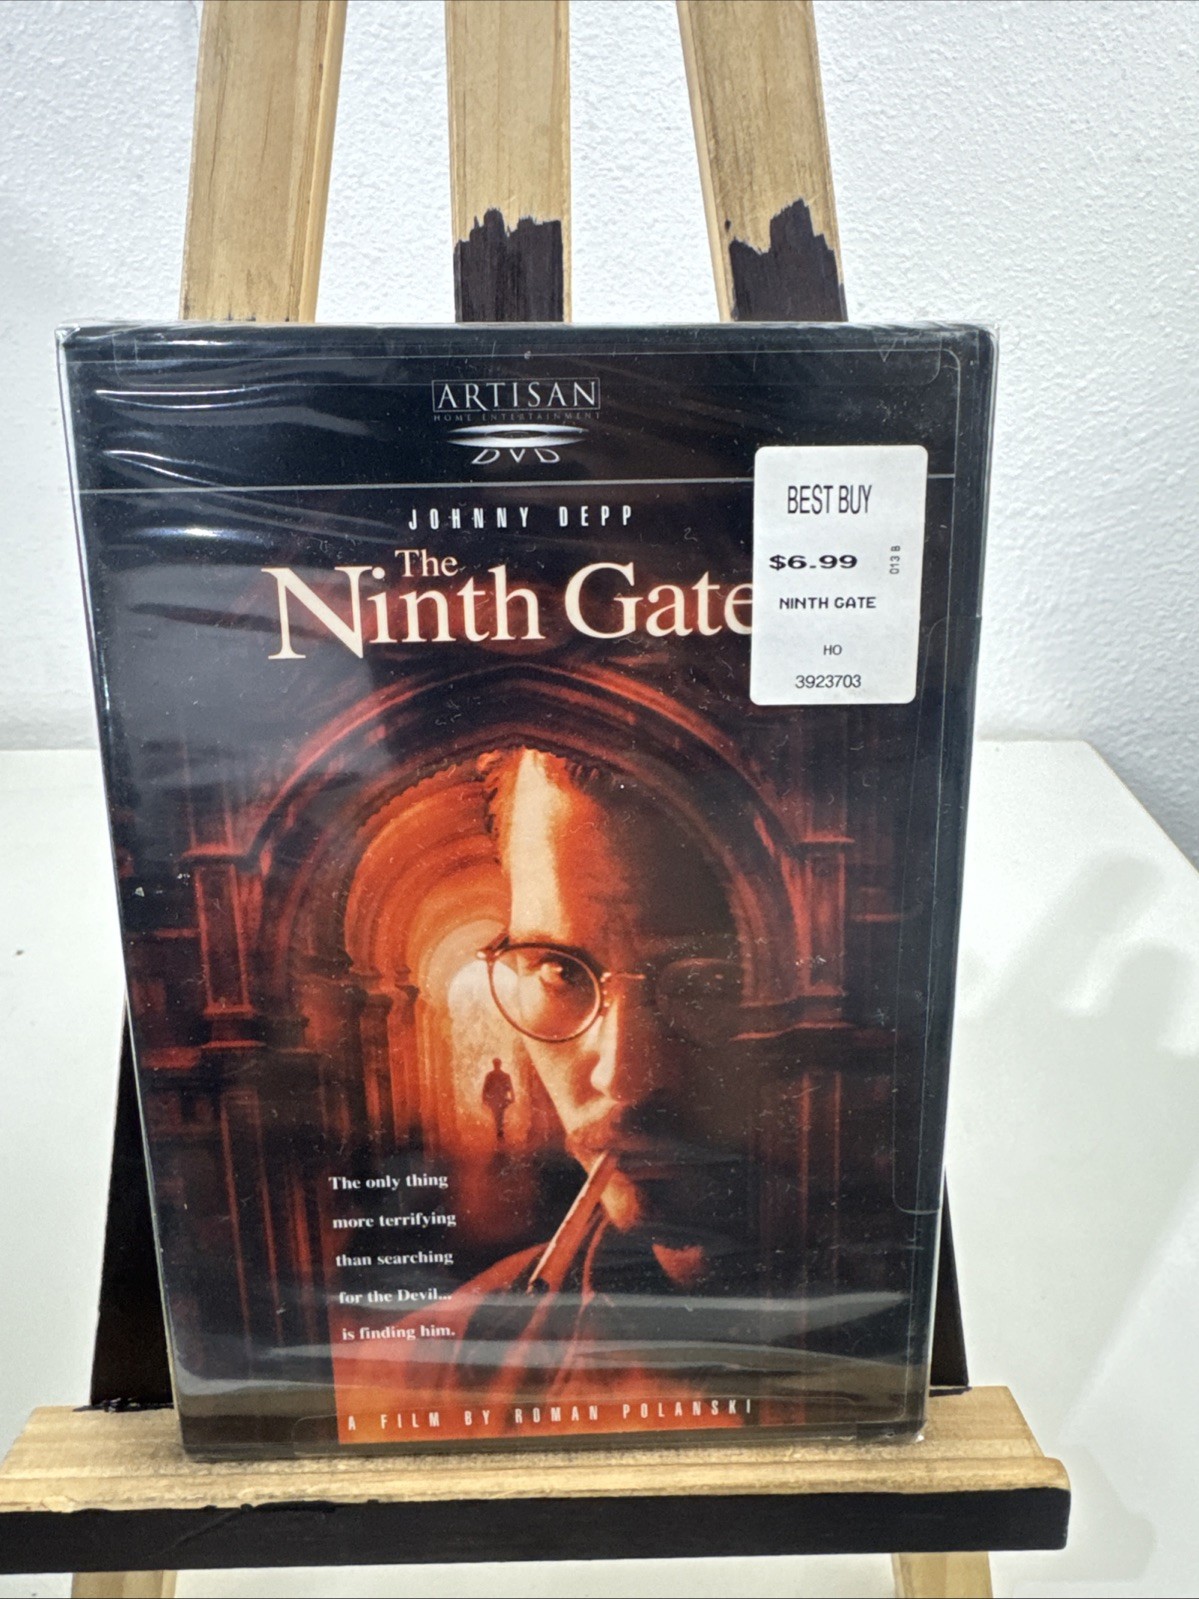 ARTISAN
HOME ENTERTAINMENT
DVD
JOHNNY DEPP
The
Ninth Gate
BEST BUY
$6.99
013 B
NINTH GATE
HO
3923703
The only thing
more terrifying
than searching
for the Devil...
is finding him.
A FILM BY ROMAN POLANSKI